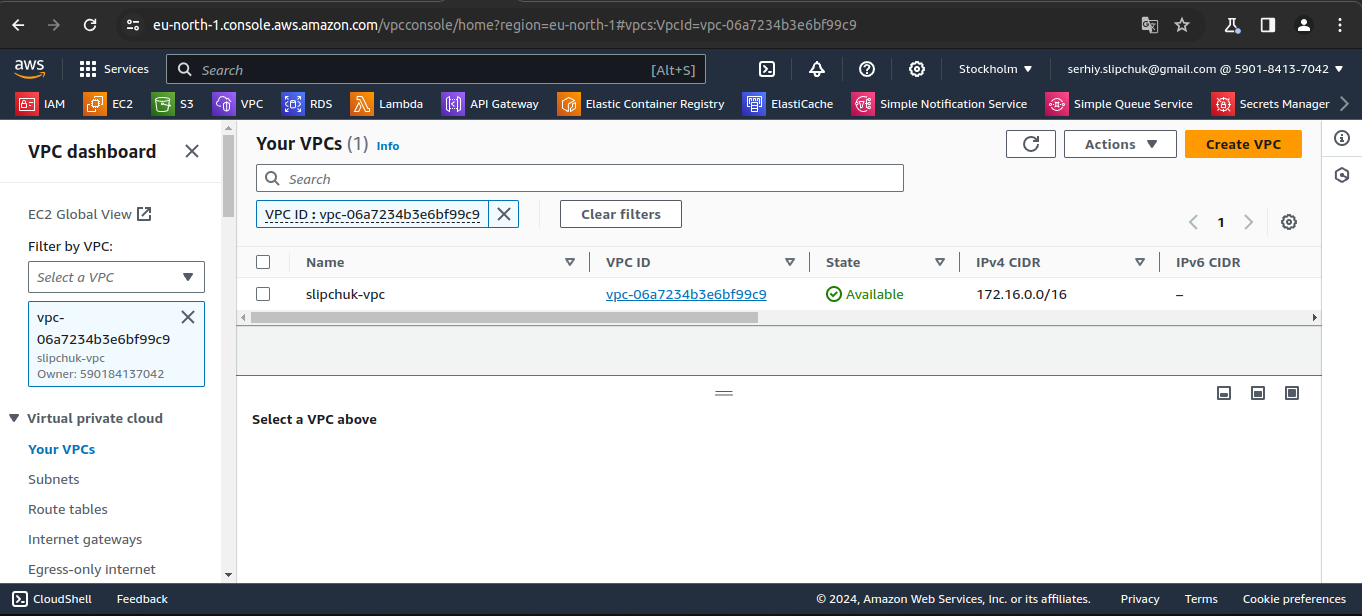 eu-north-1.console.aws.amazon.com/vpcconsole/home?region=eu-north-1#vpcs:VpcId=vpc-06a7234b3e6bf99c9
aws
Services
Search
[Alt+S]
Stockholm
serhiy.slipchuk@gmail.com @ 5901-8413-7042
IAM
EC2
S3
VPC
RDS
Lambda
API Gateway
Elastic Container Registry
ElastiCache
Simple Notification Service
Simple Queue Service
Secrets Manager
VPC dashboard
EC2 Global View
Filter by VPC:
Select a VPC
vpc-
06a7234b3e6bf99c9
slipchuk-vpc
Owner: 590184137042
Virtual private cloud
Your VPCs
Subnets
Route tables
Internet gateways
Egress-only internet
Your VPCs (1) Info
Actions
Create VPC
Search
VPC ID : vpc-06a7234b3e6bf99c9
Clear filters
1
Name
VPC ID
State
IPv4 CIDR
IPv6 CIDR
slipchuk-vpc
vpc-06a7234b3e6bf99c9
Available
172.16.0.0/16
–
Select a VPC above
CloudShell
Feedback
© 2024, Amazon Web Services, Inc. or its affiliates.
Privacy
Terms
Cookie preferences